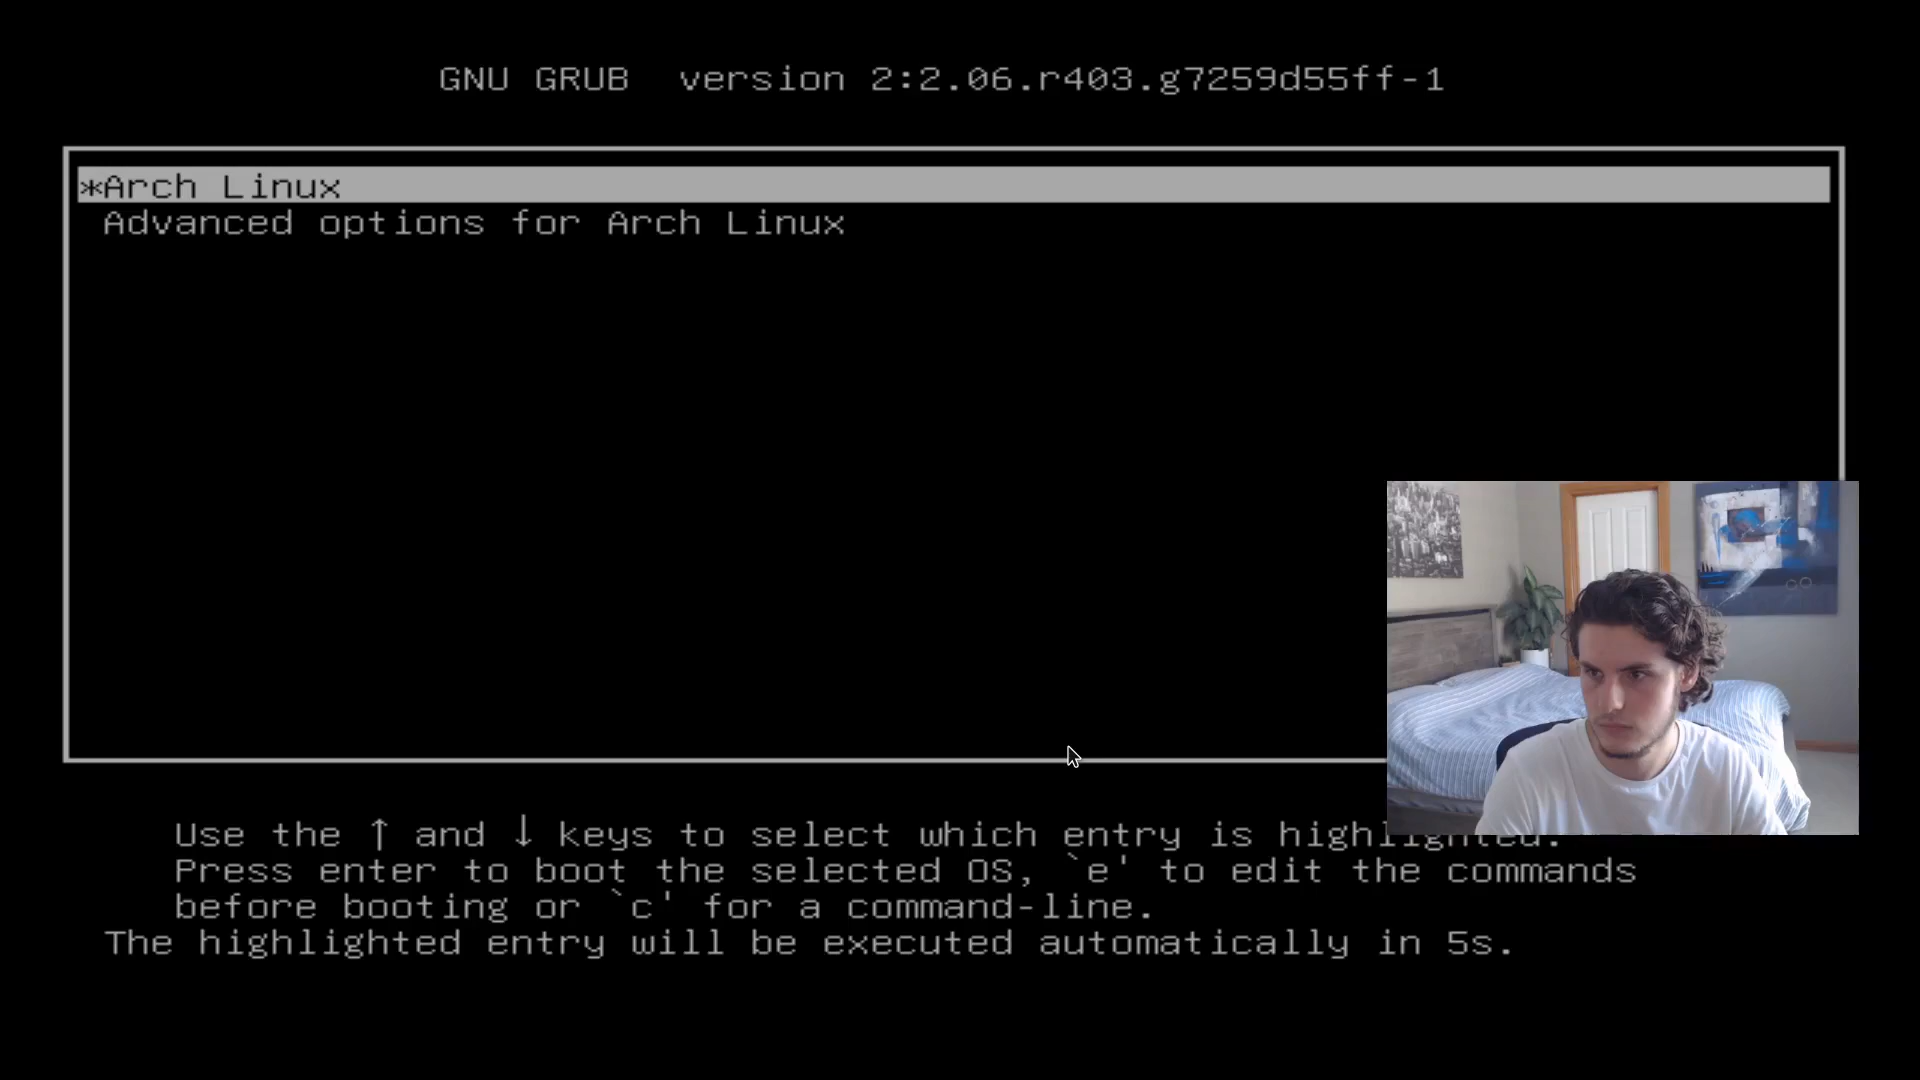 GNU GRUB  version 2:2.06.r403.g7259d55ff-1
*Arch Linux
Advanced options for Arch Linux
Use the ↑ and ↓ keys to select which entry is highlighted.
Press enter to boot the selected OS, `e' to edit the commands
before booting or `c' for a command-line.
The highlighted entry will be executed automatically in 5s.